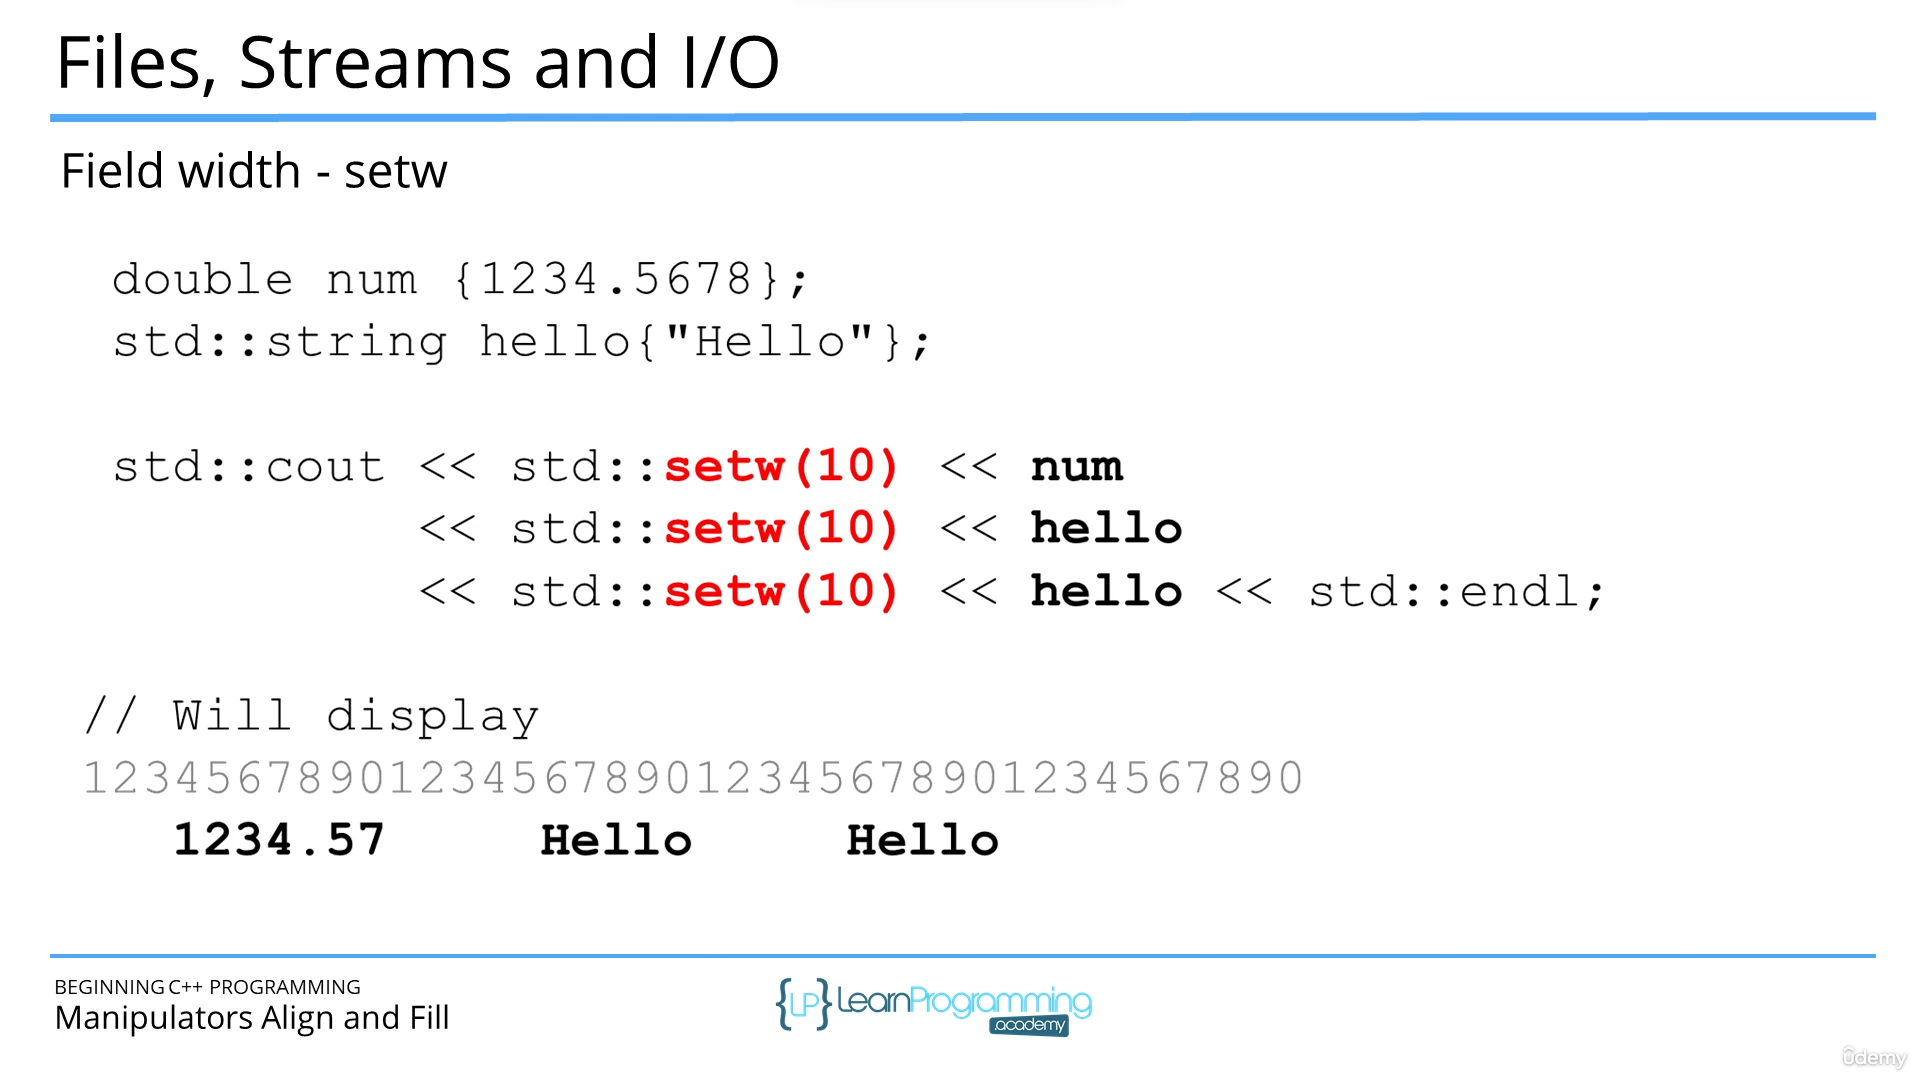 Files, Streams and I/O
Field width - setw
double num {1234.5678};
std::string hello{"Hello"};
std::cout << std::setw(10) << num
<< std::setw(10) << hello
<< std::setw(10) << hello << std::endl;
// Will display
1234567890123456789012345678901234567890
1234.57     Hello     Hello
BEGINNING C++ PROGRAMMING
Manipulators Align and Fill
{LP} LearnProgramming
academy
ûdemy